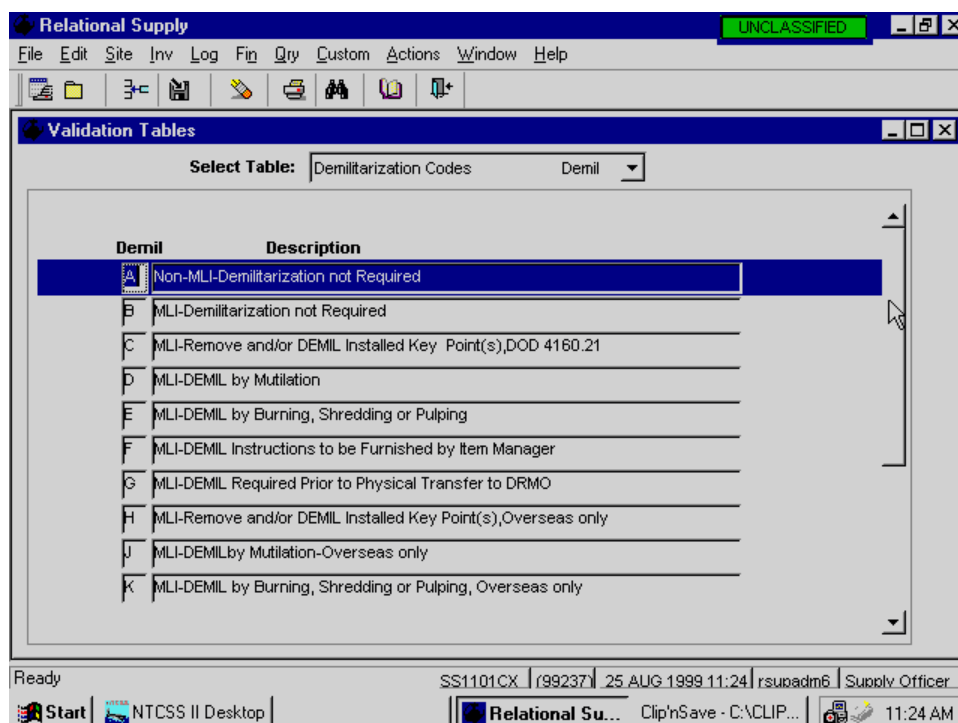 Relational Supply UNCLASSIFIED
File Edit Site Inv Log Fin Qry Custom Actions Window Help
Validation Tables
Select Table: Demilitarization Codes Demil
Demil Description
A Non-MLI-Demilitarization not Required
B MLI-Demilitarization not Required
C MLI-Remove and/or DEMIL Installed Key Point(s),DOD 4160.21
D MLI-DEMIL by Mutilation
E MLI-DEMIL by Burning, Shredding or Pulping
F MLI-DEMIL Instructions to be Furnished by Item Manager
G MLI-DEMIL Required Prior to Physical Transfer to DRMO
H MLI-Remove and/or DEMIL Installed Key Point(s),Overseas only
J MLI-DEMILby Mutilation-Overseas only
K MLI-DEMIL by Burning, Shredding or Pulping, Overseas only
Ready SS1101CX (99237) 25 AUG 1999 11:24 rsupadm6 Supply Officer
Start NTCSS II Desktop Relational Su... Clip'nSave - C:\CLIP... 11:24 AM